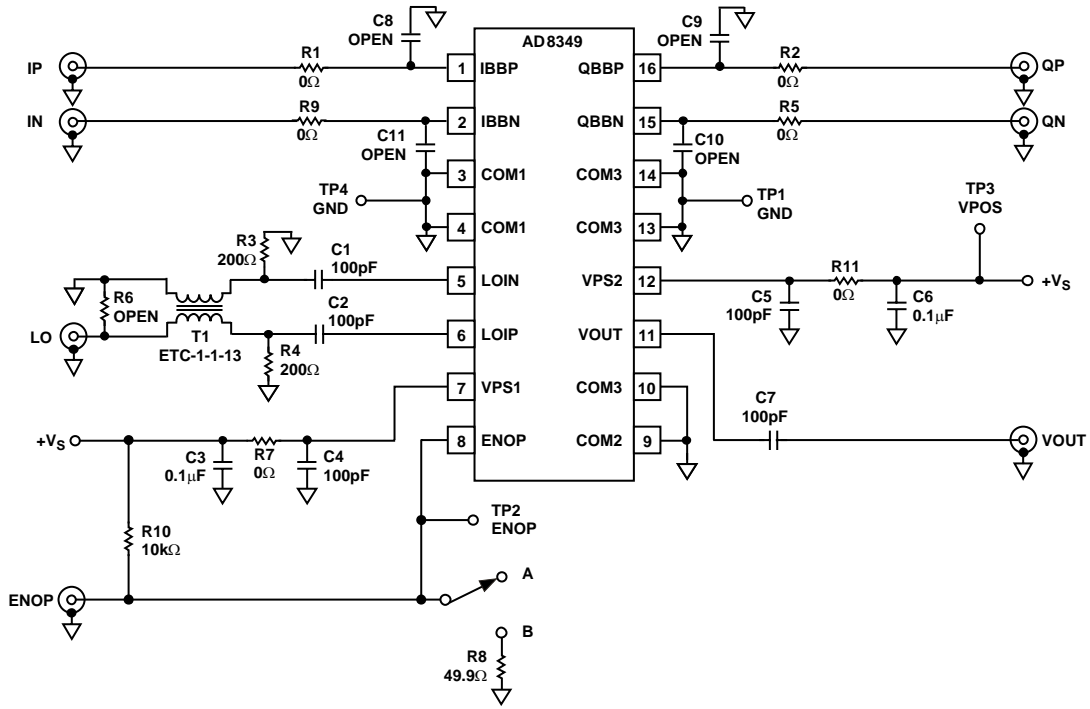 C8
OPEN
C9
OPEN
AD8349
IP
R1
0Ω
1
IBBP
QBBP
16
R2
0Ω
QP
IN
R9
0Ω
2
IBBN
QBBN
15
R5
0Ω
QN
C11
OPEN
C10
OPEN
3
COM1
COM3
14
TP4
GND
TP1
GND
TP3
VPOS
4
COM1
COM3
13
R3
200Ω
C1
100pF
5
LOIN
VPS2
12
R11
0Ω
+VS
R6
OPEN
C2
100pF
C5
100pF
C6
0.1µF
LO
T1
ETC-1-1-13
6
LOIP
VOUT
11
R4
200Ω
7
VPS1
COM3
10
C7
100pF
+VS
8
ENOP
COM2
9
VOUT
C3
0.1µF
R7
0Ω
C4
100pF
TP2
ENOP
R10
10kΩ
A
ENOP
B
R8
49.9Ω